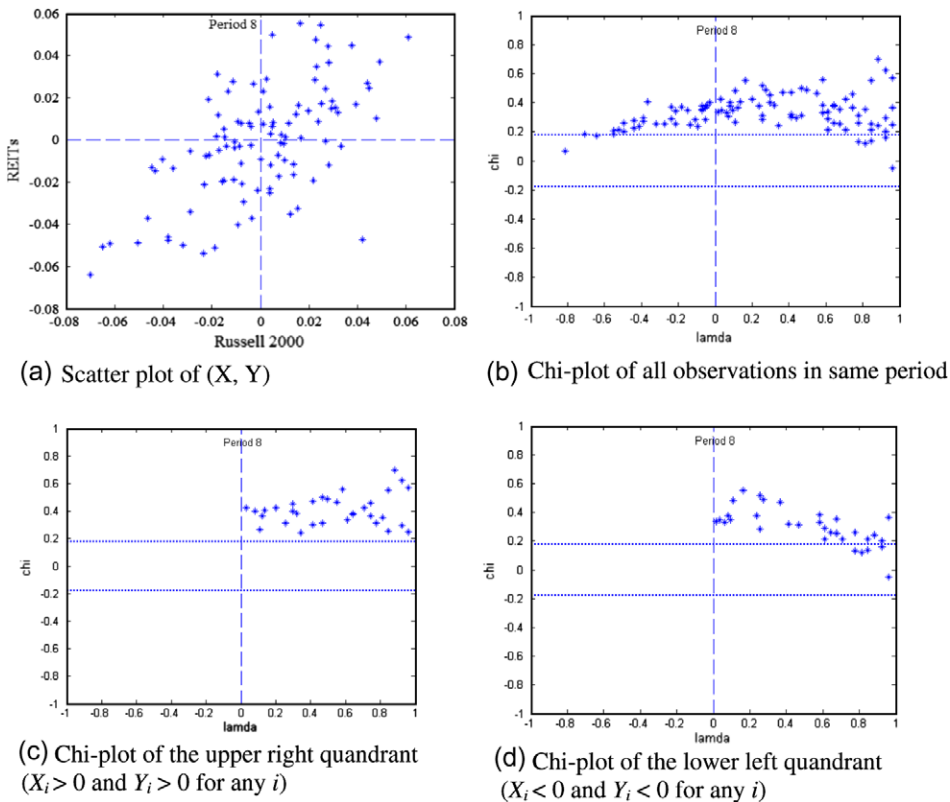 Period 8
0.06
0.04
0.02
0
-0.02
-0.04
-0.06
-0.08
REITs
-0.08 -0.06 -0.04 -0.02 0 0.02 0.04 0.06 0.08
Russell 2000
(a) Scatter plot of (X, Y)
Period 8
1
0.8
0.6
0.4
0.2
0
-0.2
-0.4
-0.6
-0.8
-1
chi
-1 -0.8 -0.6 -0.4 -0.2 0 0.2 0.4 0.6 0.8 1
lamda
(b) Chi-plot of all observations in same period
Period 8
1
0.8
0.6
0.4
0.2
0
-0.2
-0.4
-0.6
-0.8
-1
chi
-1 -0.8 -0.6 -0.4 -0.2 0 0.2 0.4 0.6 0.8 1
lamda
(c) Chi-plot of the upper right quandrant
(Xi > 0 and Yi > 0 for any i)
Period 8
1
0.8
0.6
0.4
0.2
0
-0.2
-0.4
-0.6
-0.8
-1
chi
-1 -0.8 -0.6 -0.4 -0.2 0 0.2 0.4 0.6 0.8 1
lamda
(d) Chi-plot of the lower left quandrant
(Xi < 0 and Yi < 0 for any i)